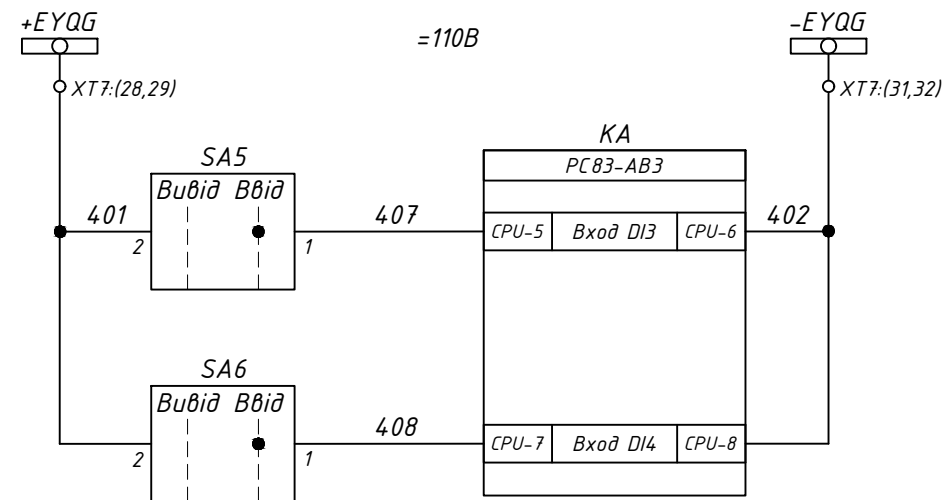 +EYQG
=110В
-EYQG
XT7:(28,29)
XT7:(31,32)
KA
PC83-AB3
SA5
Вивід Ввід
401
2
1
407
CPU-5 Вход DI3 CPU-6
402
SA6
Вивід Ввід
2
1
408
CPU-7 Вход DI4 CPU-8